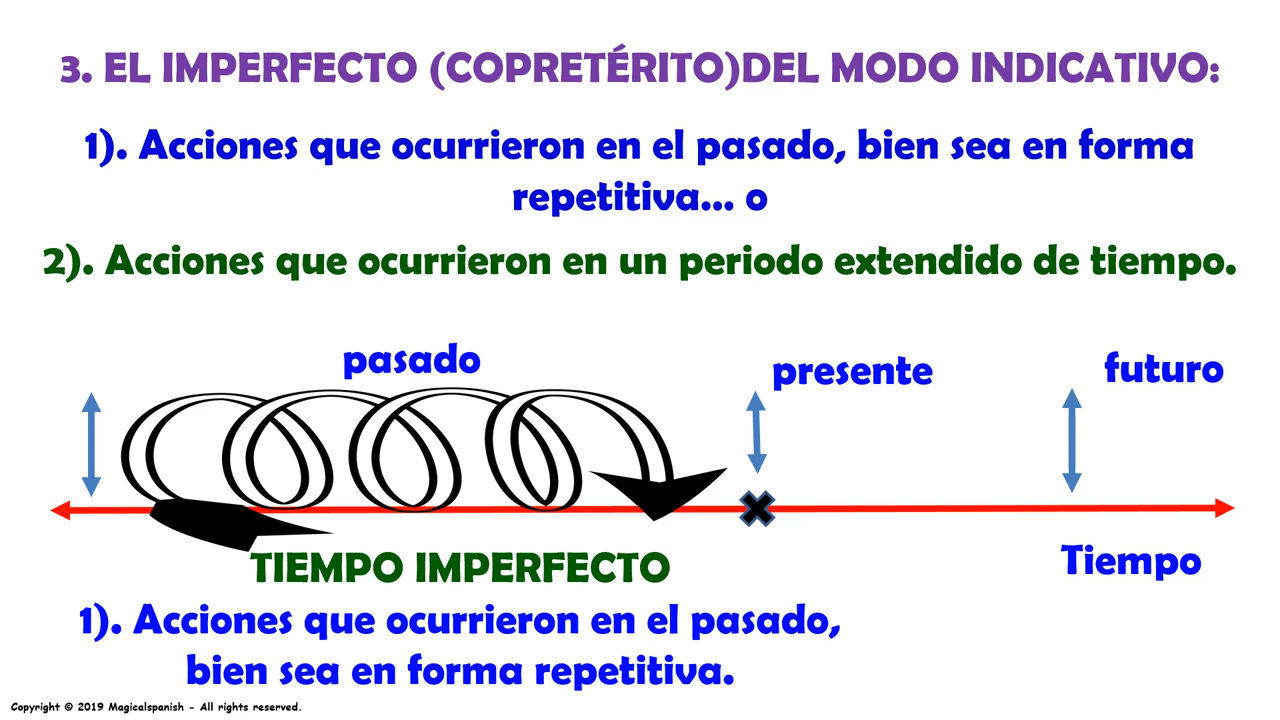 3. EL IMPERFECTO (COPRETÉRITO)DEL MODO INDICATIVO:
1). Acciones que ocurrieron en el pasado, bien sea en forma
repetitiva... o
2). Acciones que ocurrieron en un periodo extendido de tiempo.
pasado
presente
futuro
TIEMPO IMPERFECTO
Tiempo
1). Acciones que ocurrieron en el pasado,
bien sea en forma repetitiva.
Copyright © 2019 Magicalspanish - All rights reserved.